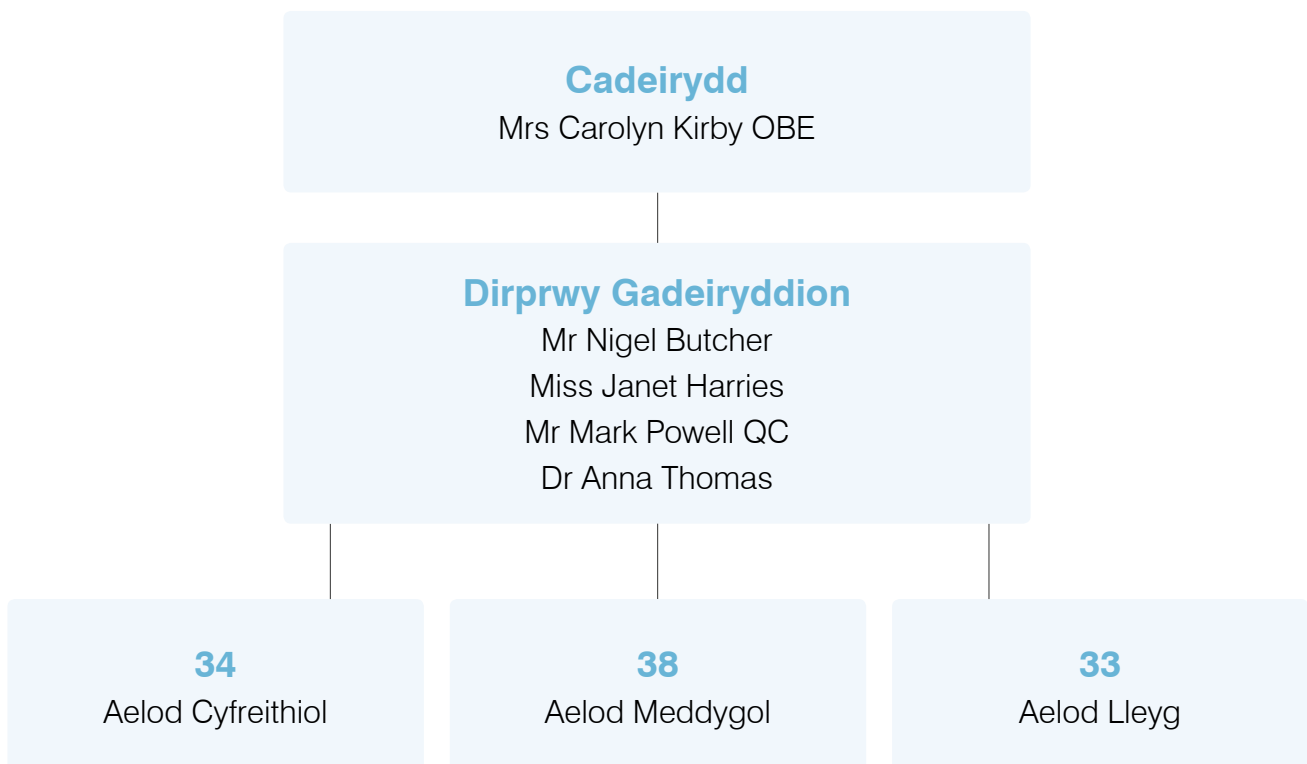 Cadeirydd
Mrs Carolyn Kirby OBE
Dirprwy Gadeiryddion
Mr Nigel Butcher
Miss Janet Harries
Mr Mark Powell QC
Dr Anna Thomas
34
Aelod Cyfreithiol
38
Aelod Meddygol
33
Aelod Lleyg